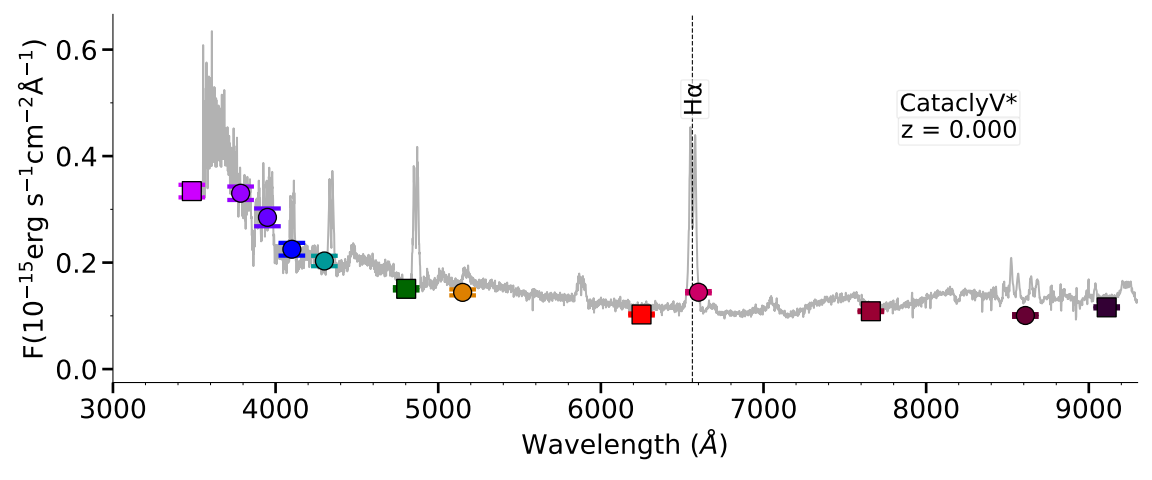 F(10⁻¹⁵erg s⁻¹cm⁻²Å⁻¹)
0.6
0.4
0.2
0.0
Hα
CataclyV*
z = 0.000
3000 4000 5000 6000 7000 8000 9000
Wavelength (Å)